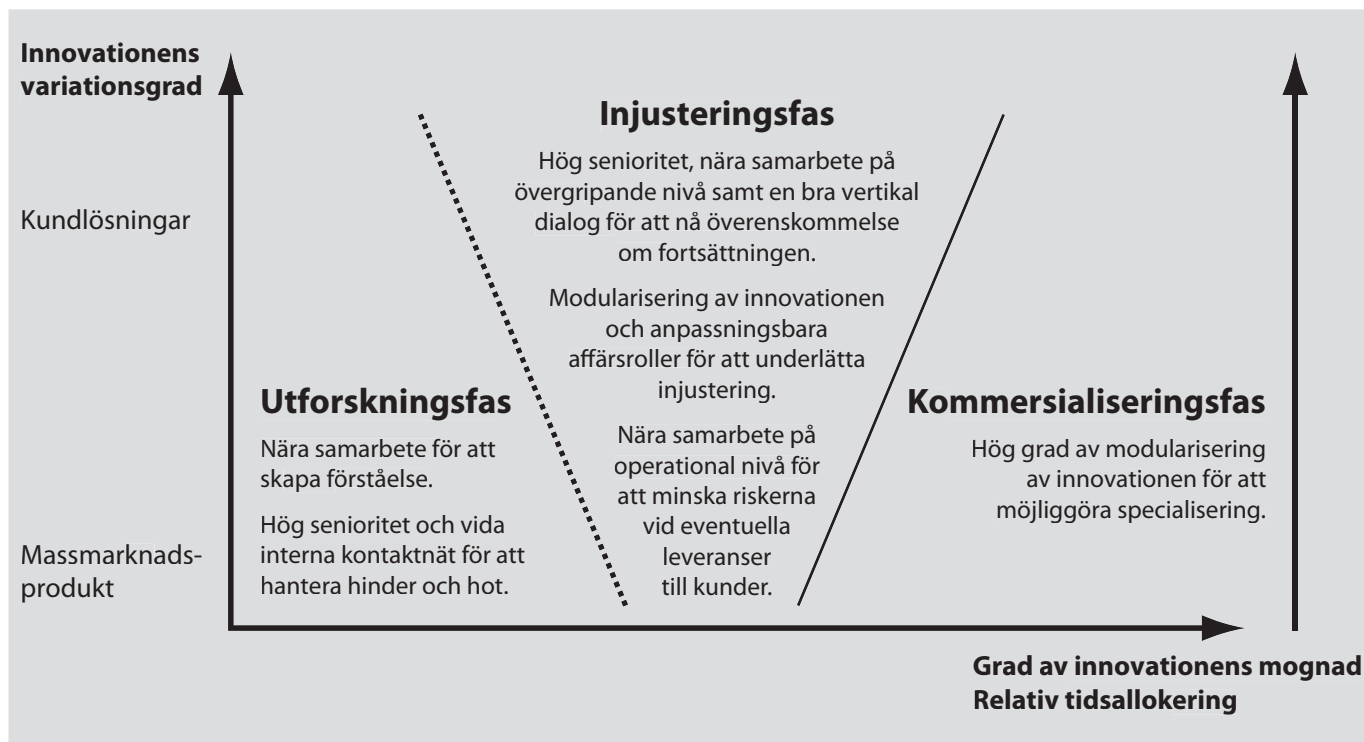 Innovationens
variationsgrad
Kundlösningar
Massmarknads-
produkt
Utforskningsfas
Nära samarbete för att
skapa förståelse.
Hög senioritet och vida
interna kontaktnät för att
hantera hinder och hot.
Injusteringsfas
Hög senioritet, nära samarbete på
övergripande nivå samt en bra vertikal
dialog för att nå överenskommelse
om fortsättningen.
Modularisering av innovationen
och anpassningsbara
affärsroller för att underlätta
injustering.
Nära samarbete på
operational nivå för
att minska riskerna
vid eventuella
leveranser
till kunder.
Kommersialiseringsfas
Hög grad av modularisering
av innovationen för att
möjliggöra specialisering.
Grad av innovationens mognad
Relativ tidsallokering